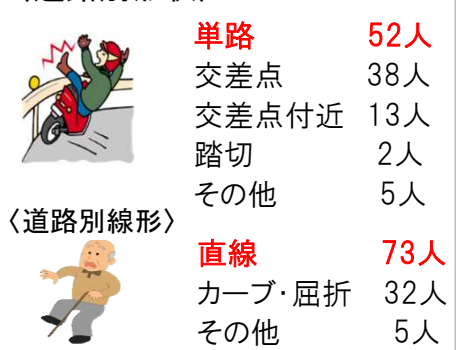 単路 52人
交差点 38人
交差点付近 13人
踏切 2人
その他 5人
〈道路別線形〉
直線 73人
カーブ・屈折 32人
その他 5人